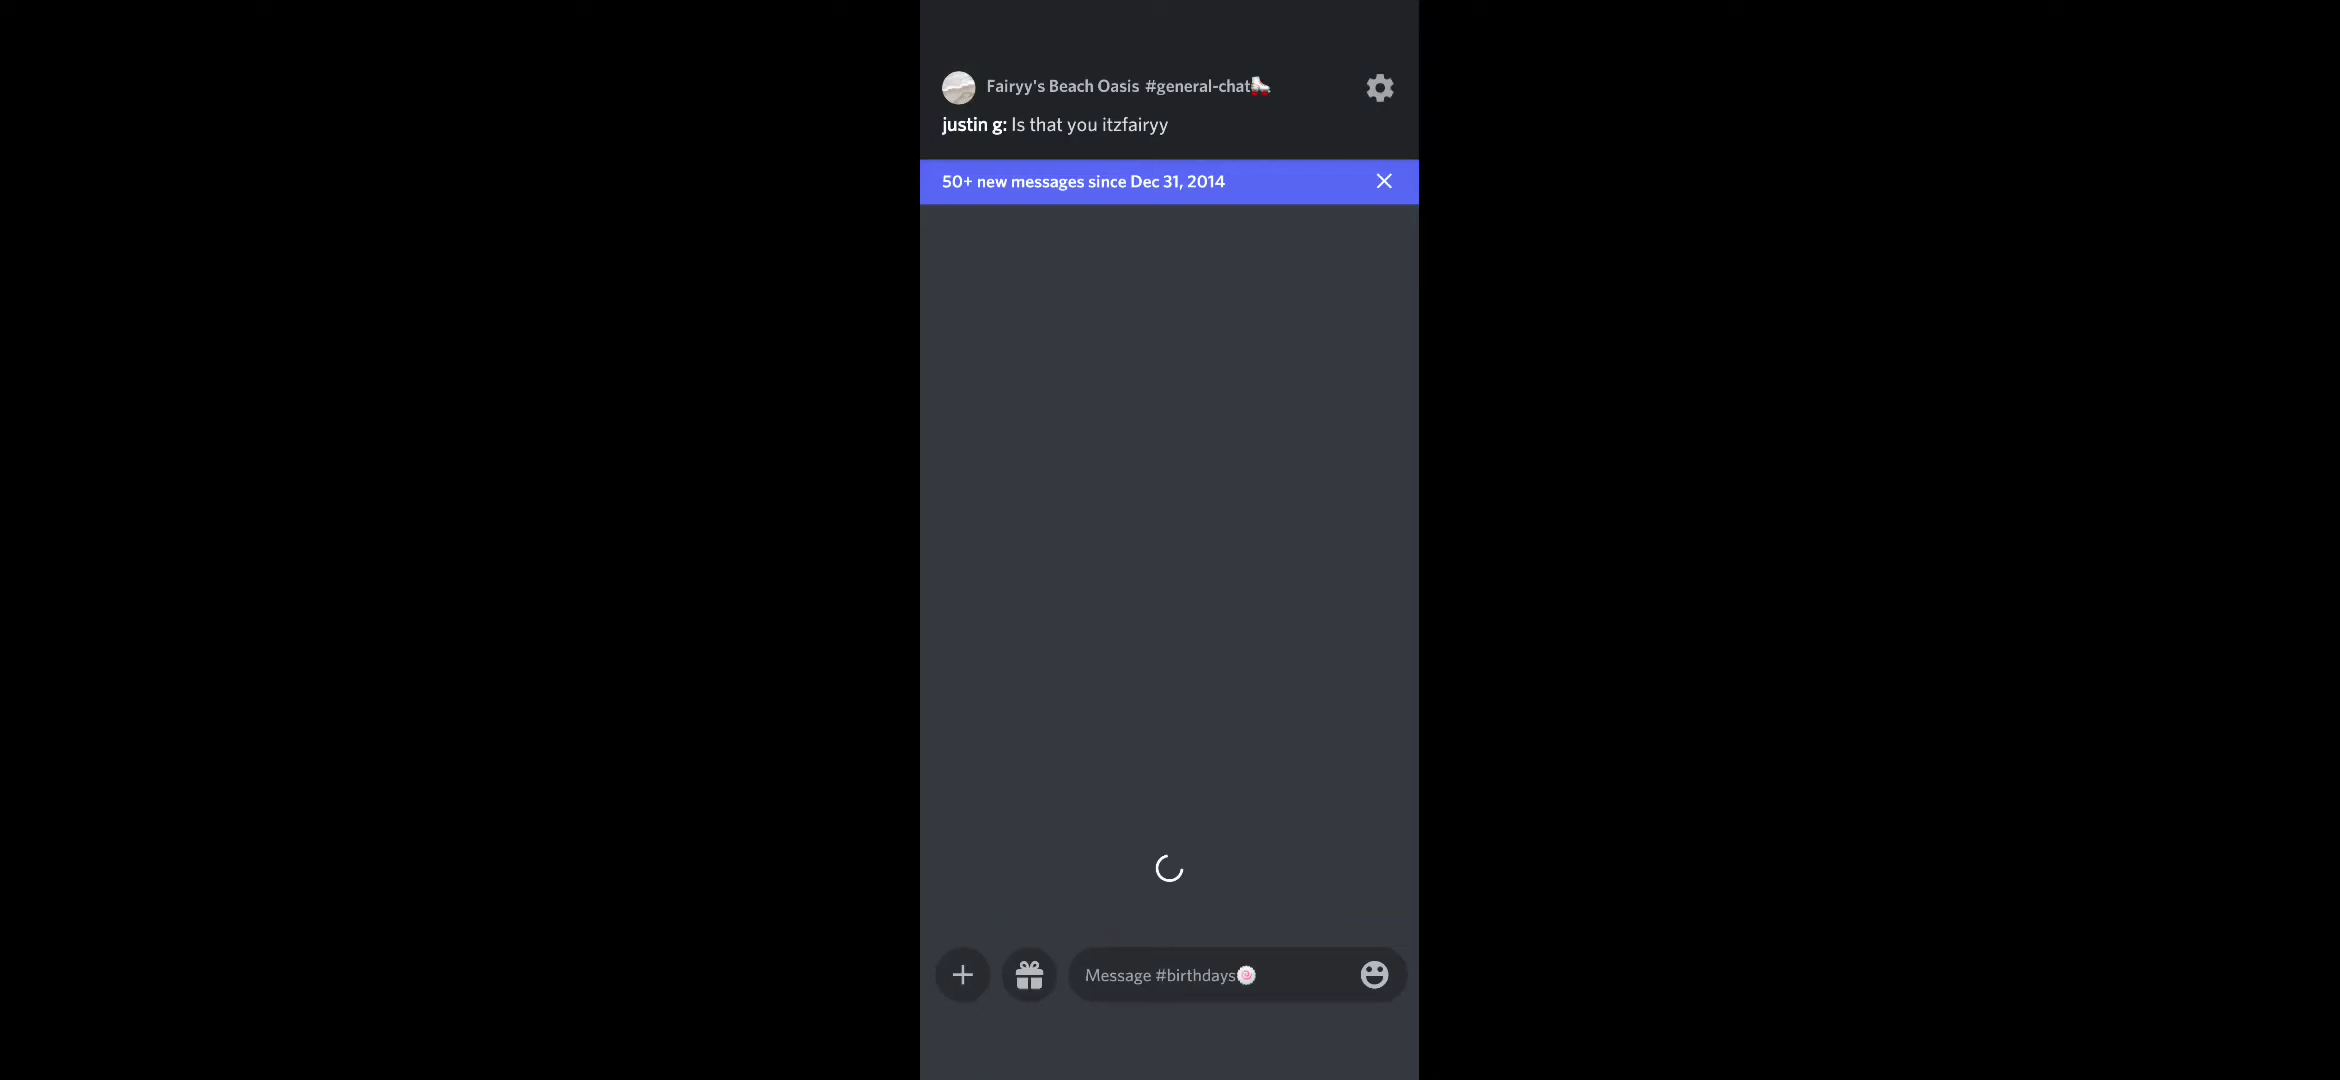 Fairyy's Beach Oasis #general-chat🛼
justin g: Is that you itzfairyy
50+ new messages since Dec 31, 2014
Message #birthdays🍥